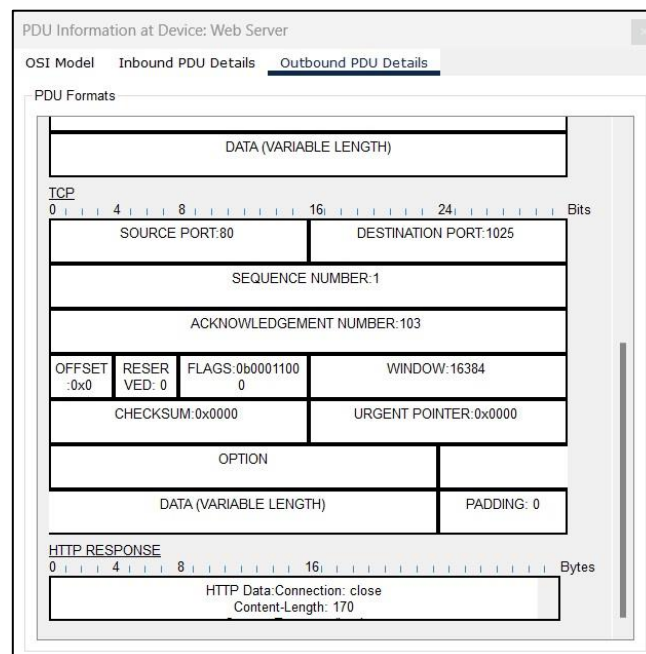 PDU Information at Device: Web Server
OSI Model Inbound PDU Details Outbound PDU Details
PDU Formats
DATA (VARIABLE LENGTH)
TCP
0 4 8 16 24 Bits
SOURCE PORT:80 DESTINATION PORT:1025
SEQUENCE NUMBER:1
ACKNOWLEDGEMENT NUMBER:103
OFFSET RESER FLAGS:0b0001100 WINDOW:16384
:0x0 VED: 0 0
CHECKSUM:0x0000 URGENT POINTER:0x0000
OPTION
DATA (VARIABLE LENGTH) PADDING: 0
HTTP RESPONSE
0 4 8 16 Bytes
HTTP Data:Connection: close
Content-Length: 170